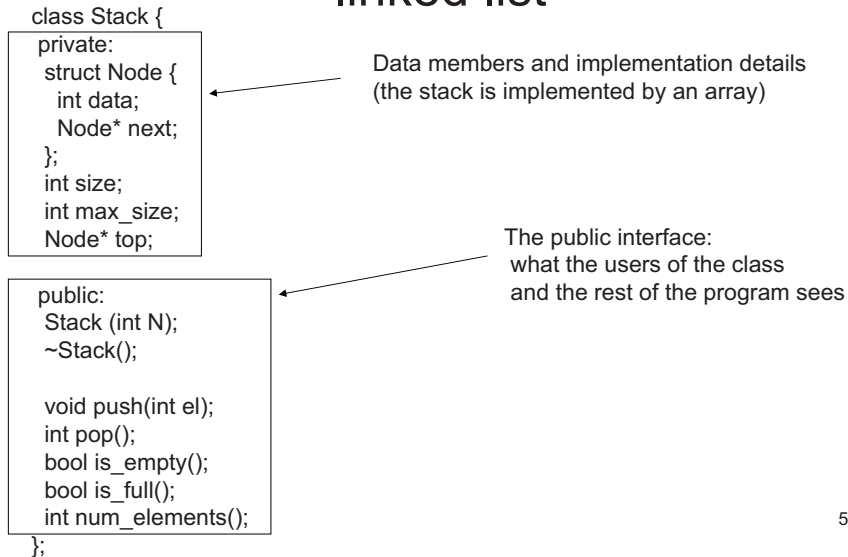 linked list
class Stack {
private:
struct Node {
int data;
Node* next;
};
int size;
int max_size;
Node* top;
Data members and implementation details
(the stack is implemented by an array)
public:
Stack (int N);
~Stack();
void push(int el);
int pop();
bool is_empty();
bool is_full();
int num_elements();
};
The public interface:
what the users of the class
and the rest of the program sees
5